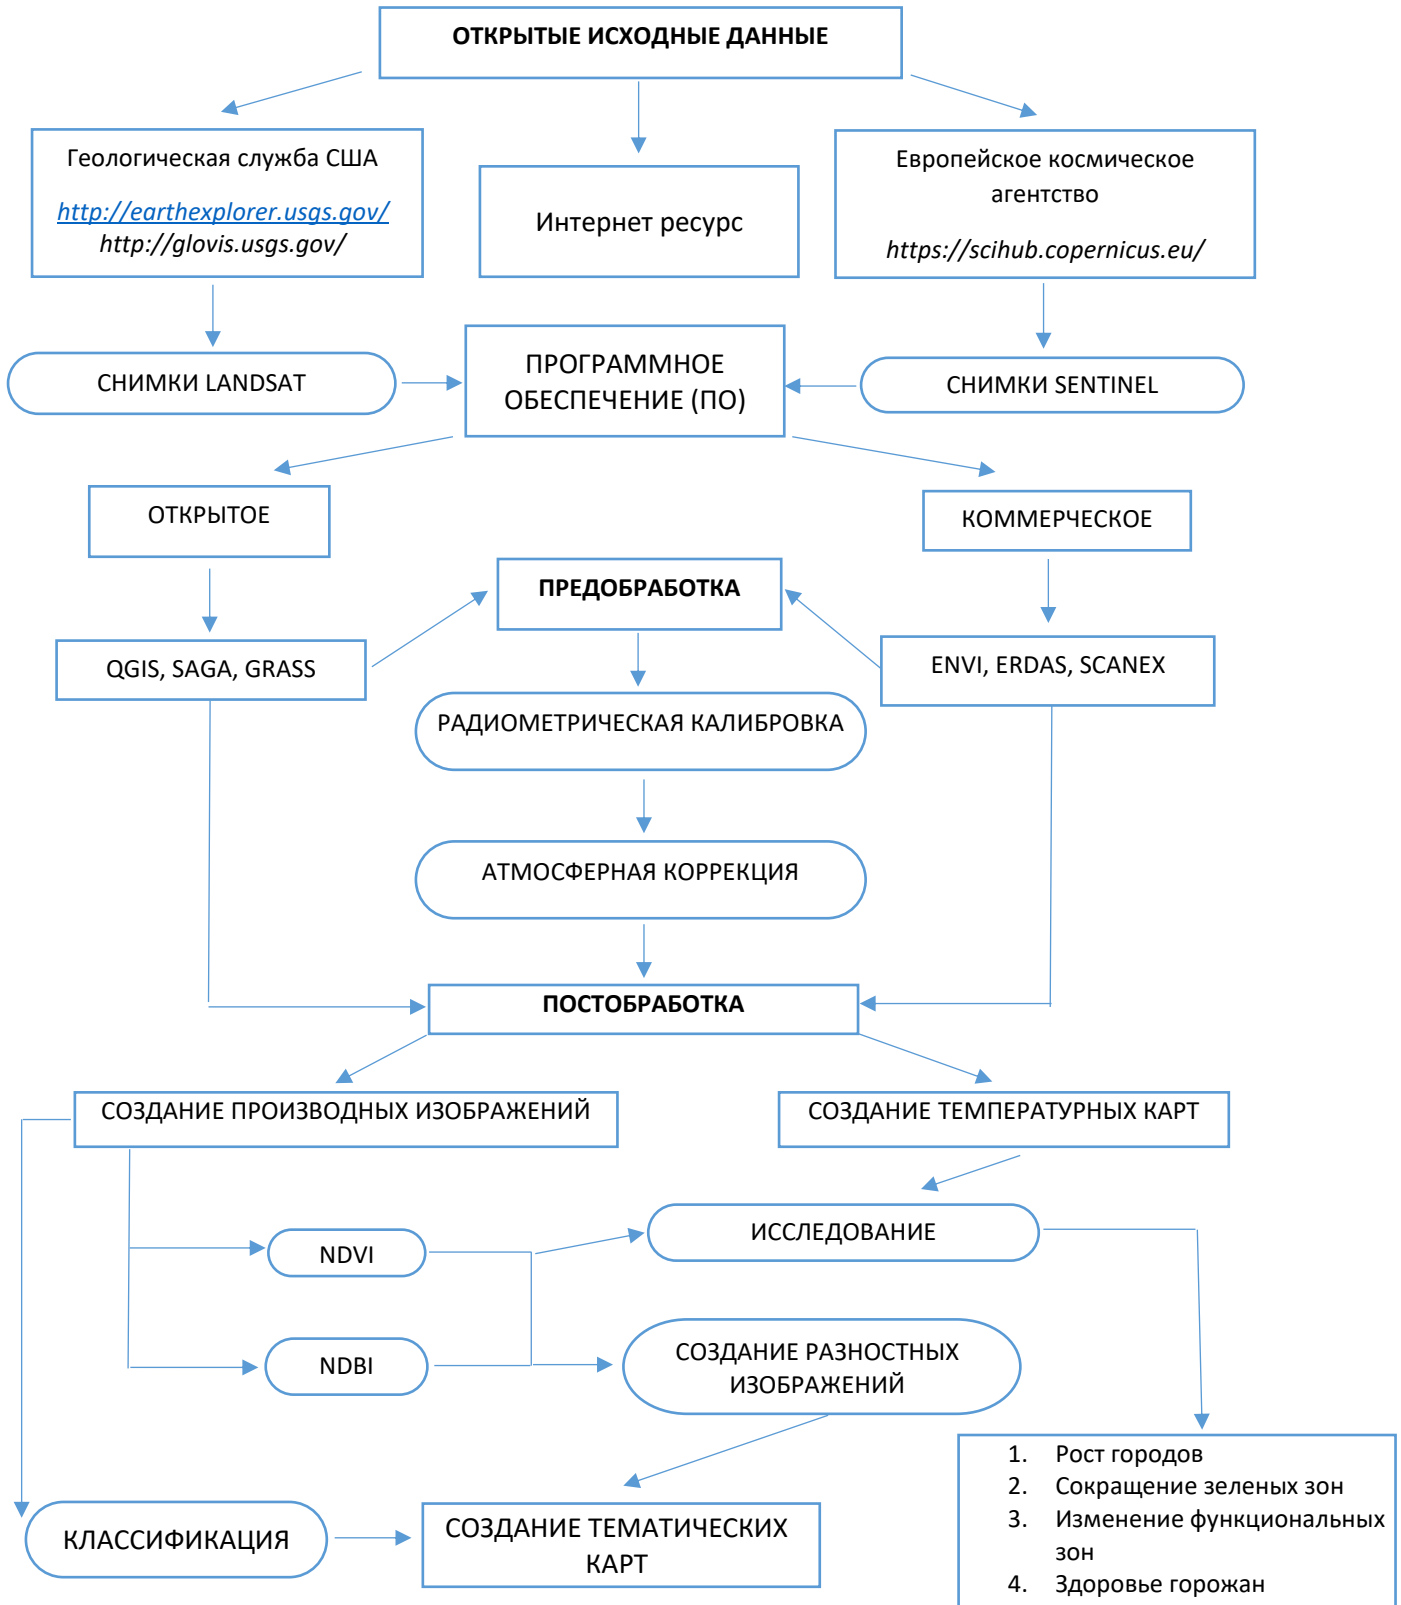 ОТКРЫТЫЕ ИСХОДНЫЕ ДАННЫЕ
Геологическая служба США
http://earthexplorer.usgs.gov/
http://glovis.usgs.gov/
Интернет ресурс
Европейское космическое
агентство
https://scihub.copernicus.eu/
СНИМКИ LANDSAT
ПРОГРАММНОЕ
ОБЕСПЕЧЕНИЕ (ПО)
СНИМКИ SENTINEL
ОТКРЫТОЕ
КОММЕРЧЕСКОЕ
ПРЕДОБРАБОТКА
QGIS, SAGA, GRASS
ENVI, ERDAS, SCANEX
РАДИОМЕТРИЧЕСКАЯ КАЛИБРОВКА
АТМОСФЕРНАЯ КОРРЕКЦИЯ
ПОСТОБРАБОТКА
СОЗДАНИЕ ПРОИЗВОДНЫХ ИЗОБРАЖЕНИЙ
СОЗДАНИЕ ТЕМПЕРАТУРНЫХ КАРТ
ИССЛЕДОВАНИЕ
NDVI
NDBI
СОЗДАНИЕ РАЗНОСТНЫХ
ИЗОБРАЖЕНИЙ
1. Рост городов
2. Сокращение зеленых зон
3. Изменение функциональных
зон
4. Здоровье горожан
КЛАССИФИКАЦИЯ
СОЗДАНИЕ ТЕМАТИЧЕСКИХ
КАРТ